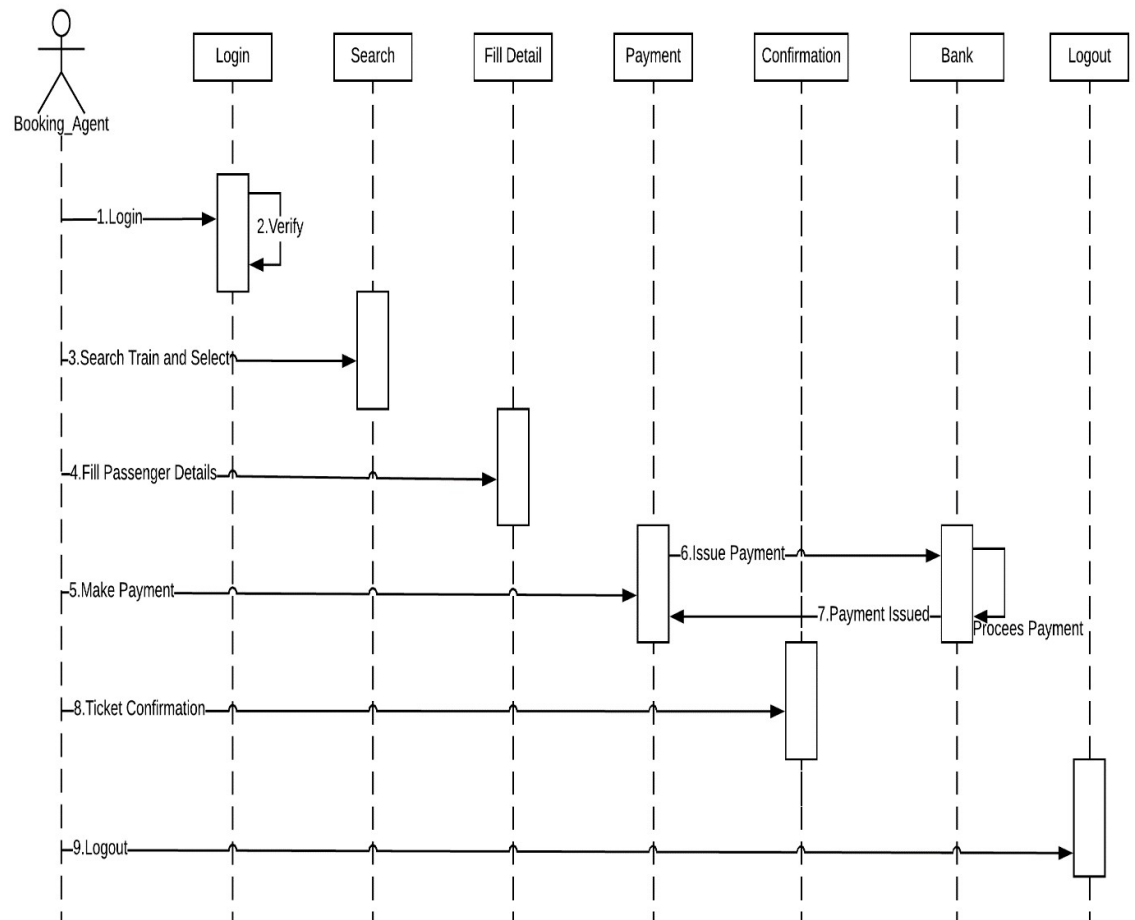 Login
Search
Fill Detail
Payment
Confirmation
Bank
Logout
Booking_Agent
1.Login
2.Verify
3.Search Train and Select
4.Fill Passenger Details
6.Issue Payment
5.Make Payment
7.Payment Issued
Procees Payment
8.Ticket Confirmation
9.Logout